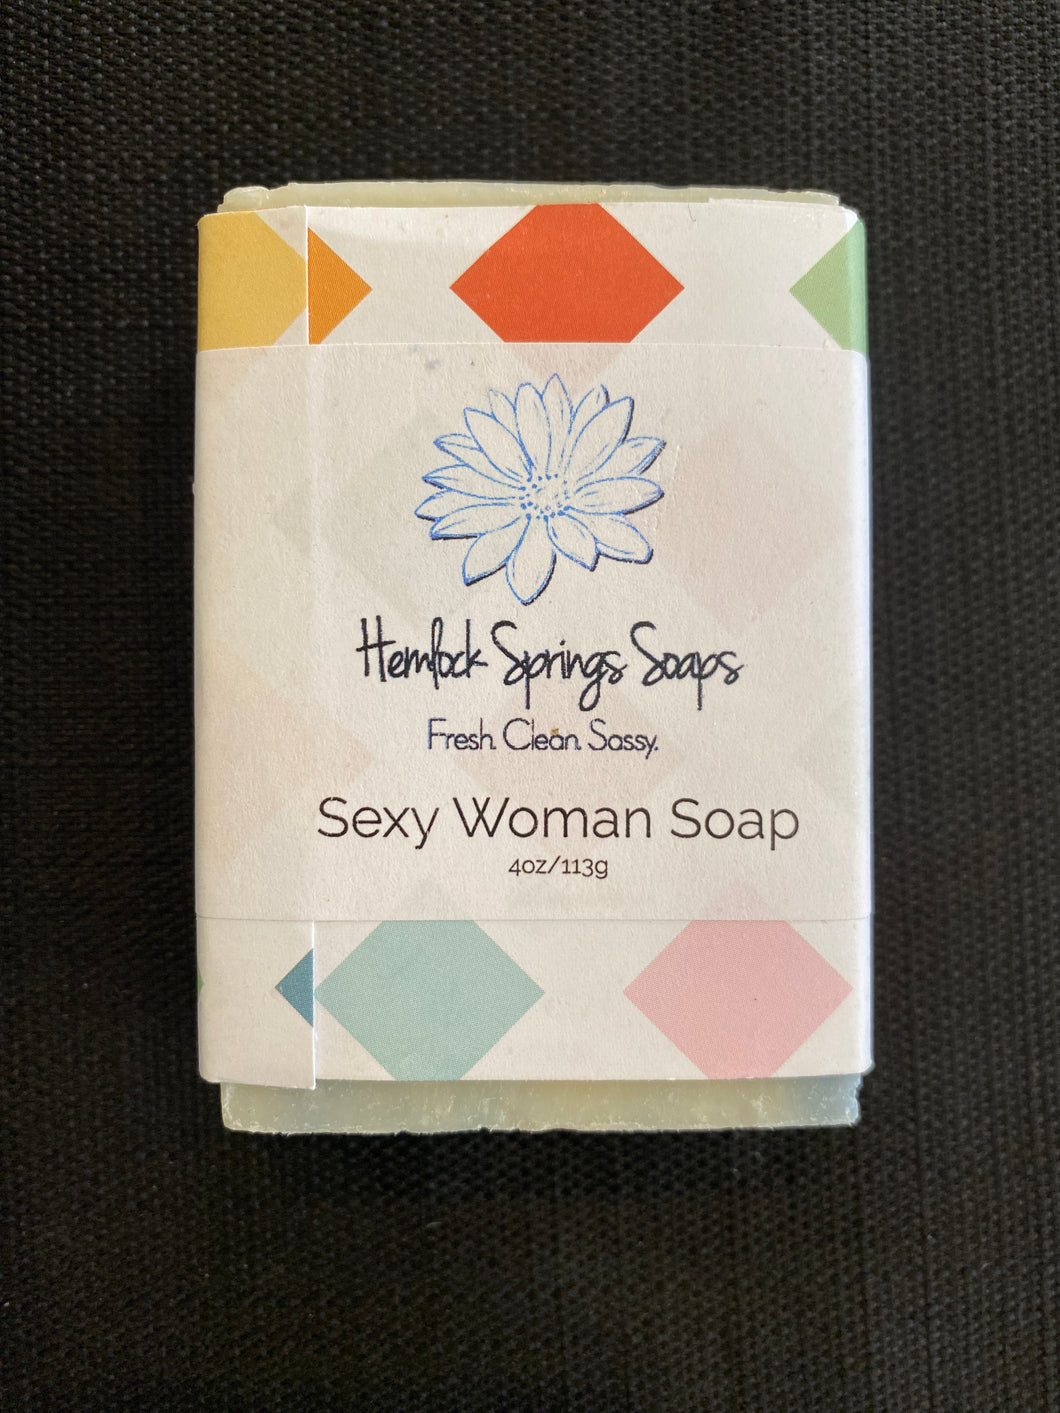 Hemlock Springs Soaps
Fresh. Clean. Sassy.
Sexy Woman Soap
4oz/113g